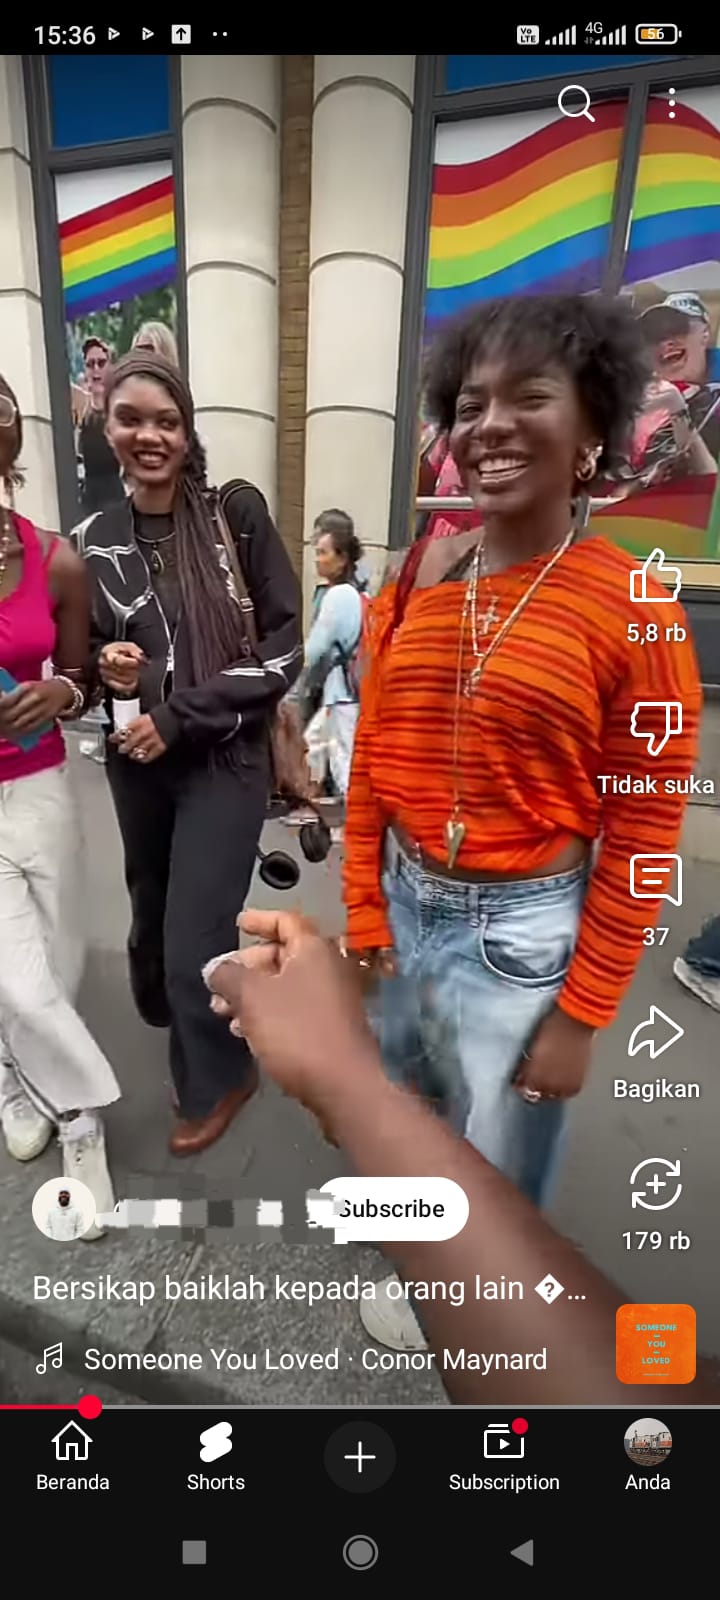 15:36
Vo LTE
4G
56
5,8 rb
Tidak suka
37
Bagikan
179 rb
Subscribe
Bersikap baiklah kepada orang lain �...
Someone You Loved · Conor Maynard
SOMEONE
YOU
LOVED
Beranda
Shorts
Subscription
Anda